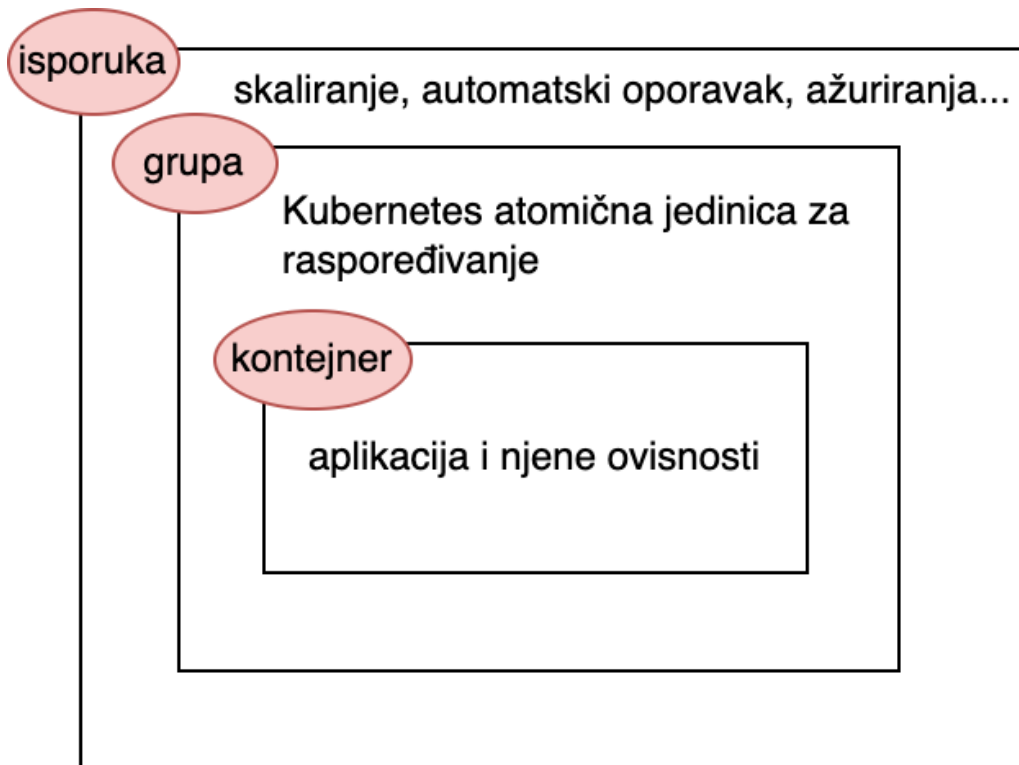 isporuka
skaliranje, automatski oporavak, ažuriranja...
grupa
Kubernetes atomična jedinica za
raspoređivanje
kontejner
aplikacija i njene ovisnosti